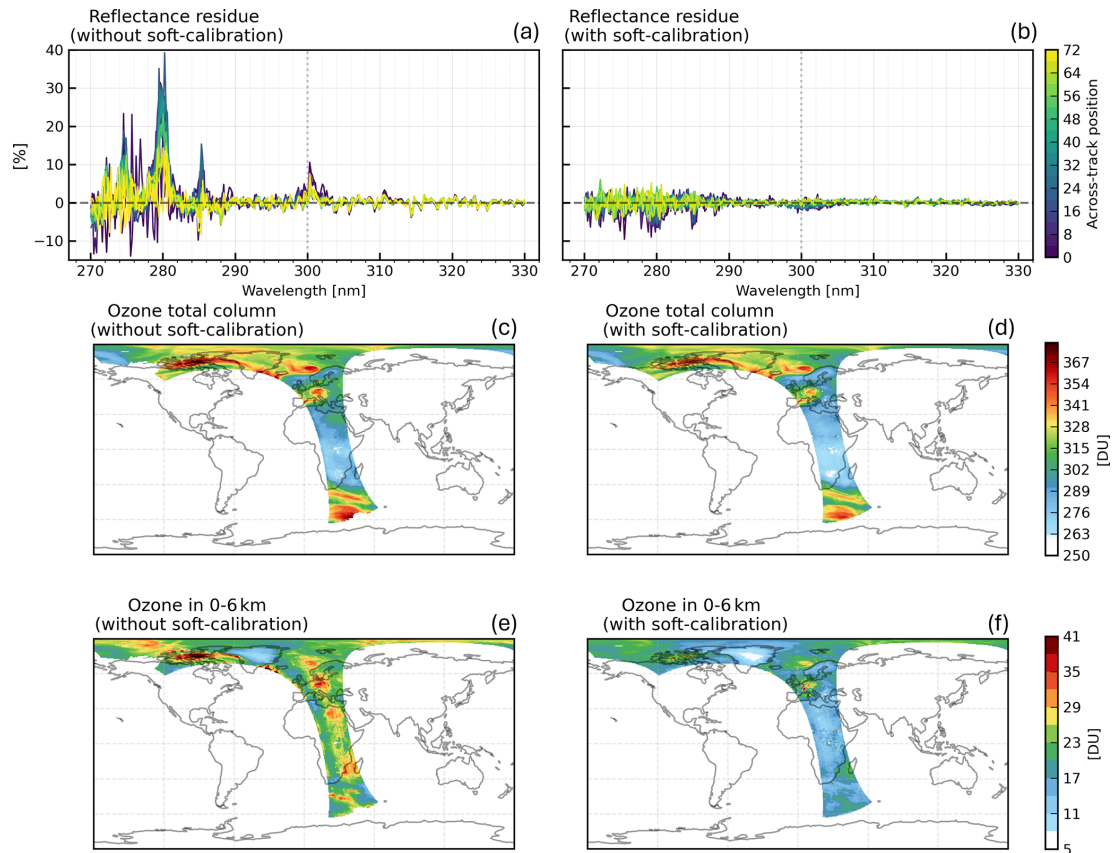 Reflectance residue
(without soft-calibration)
(a)
Reflectance residue
(with soft-calibration)
(b)
40
30
20
10
0
−10
[%]
270
280
290
300
310
320
330
Wavelength [nm]
270
280
290
300
310
320
330
Wavelength [nm]
72
64
56
48
40
32
24
16
8
0
Across-track position
Ozone total column
(without soft-calibration)
(c)
Ozone total column
(with soft-calibration)
(d)
367
354
341
328
315
302
289
276
263
250
[DU]
Ozone in 0-6 km
(without soft-calibration)
(e)
Ozone in 0-6 km
(with soft-calibration)
(f)
41
35
29
23
17
11
5
[DU]